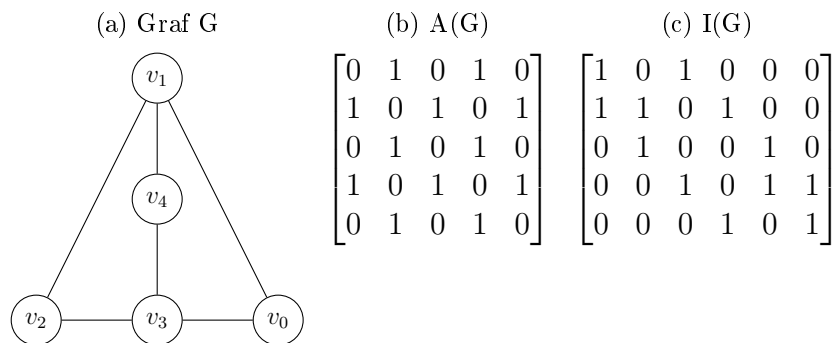 (a) Graf G (b) A(G) (c) I(G)
v1
v4
v2 v3 v0
0 1 0 1 0
1 0 1 0 1
0 1 0 1 0
1 0 1 0 1
0 1 0 1 0
1 0 1 0 0 0
1 1 0 1 0 0
0 1 0 0 1 0
0 0 1 0 1 1
0 0 0 1 0 1